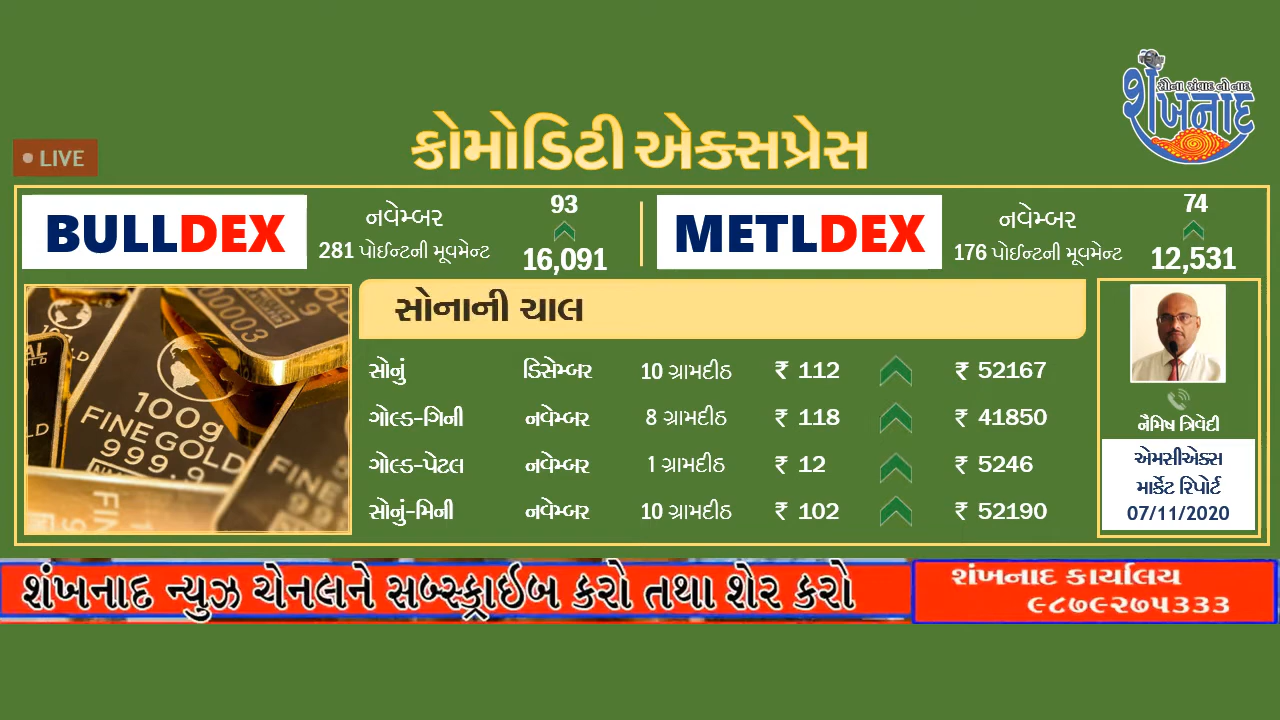 સૌના સંવાદ નો નાદ
શંખનાદ
કોમોડિટી એક્સપ્રેસ
• LIVE
BULLDEX
નવેમ્બર
281 પોઈન્ટની મૂવમેન્ટ
93
16,091
METLDEX
નવેમ્બર
176 પોઈન્ટની મૂવમેન્ટ
74
12,531
સોનાની ચાલ
સોનું ડિસેમ્બર 10 ગ્રામદીઠ ₹ 112 ₹ 52167
ગોલ્ડ-ગિની નવેમ્બર 8 ગ્રામદીઠ ₹ 118 ₹ 41850
ગોલ્ડ-પેટલ નવેમ્બર 1 ગ્રામદીઠ ₹ 12 ₹ 5246
સોનું-મિની નવેમ્બર 10 ગ્રામદીઠ ₹ 102 ₹ 52190
100g
FINE GOLD
999.9
નૈમિષ ત્રિવેદી
એમસીએક્સ
માર્કેટ રિપોર્ટ
07/11/2020
શંખનાદ ન્યુઝ ચેનલને સબ્સ્ક્રાઇબ કરો તથા શેર કરો
શંખનાદ કાર્યાલય
૯૮૭૯૨૭૫૩૩૩